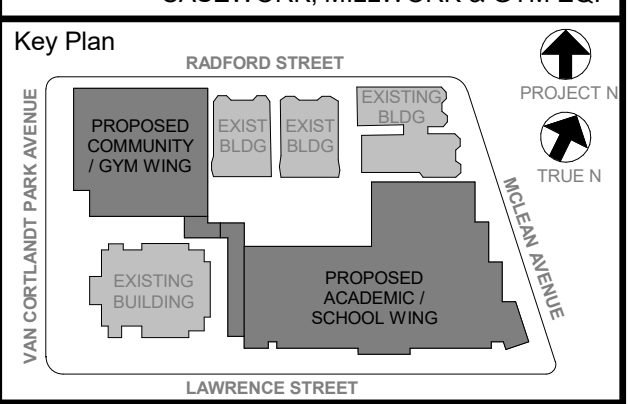 CASEWORK, MILLWORK & GYM EQP
Key Plan
RADFORD STREET
PROJECT N
TRUE N
VAN CORTLANDT PARK AVENUE
PROPOSED
COMMUNITY
/ GYM WING
EXIST
BLDG
EXIST
BLDG
EXISTING
BLDG
MCLEAN AVENUE
EXISTING
BUILDING
PROPOSED
ACADEMIC /
SCHOOL WING
LAWRENCE STREET